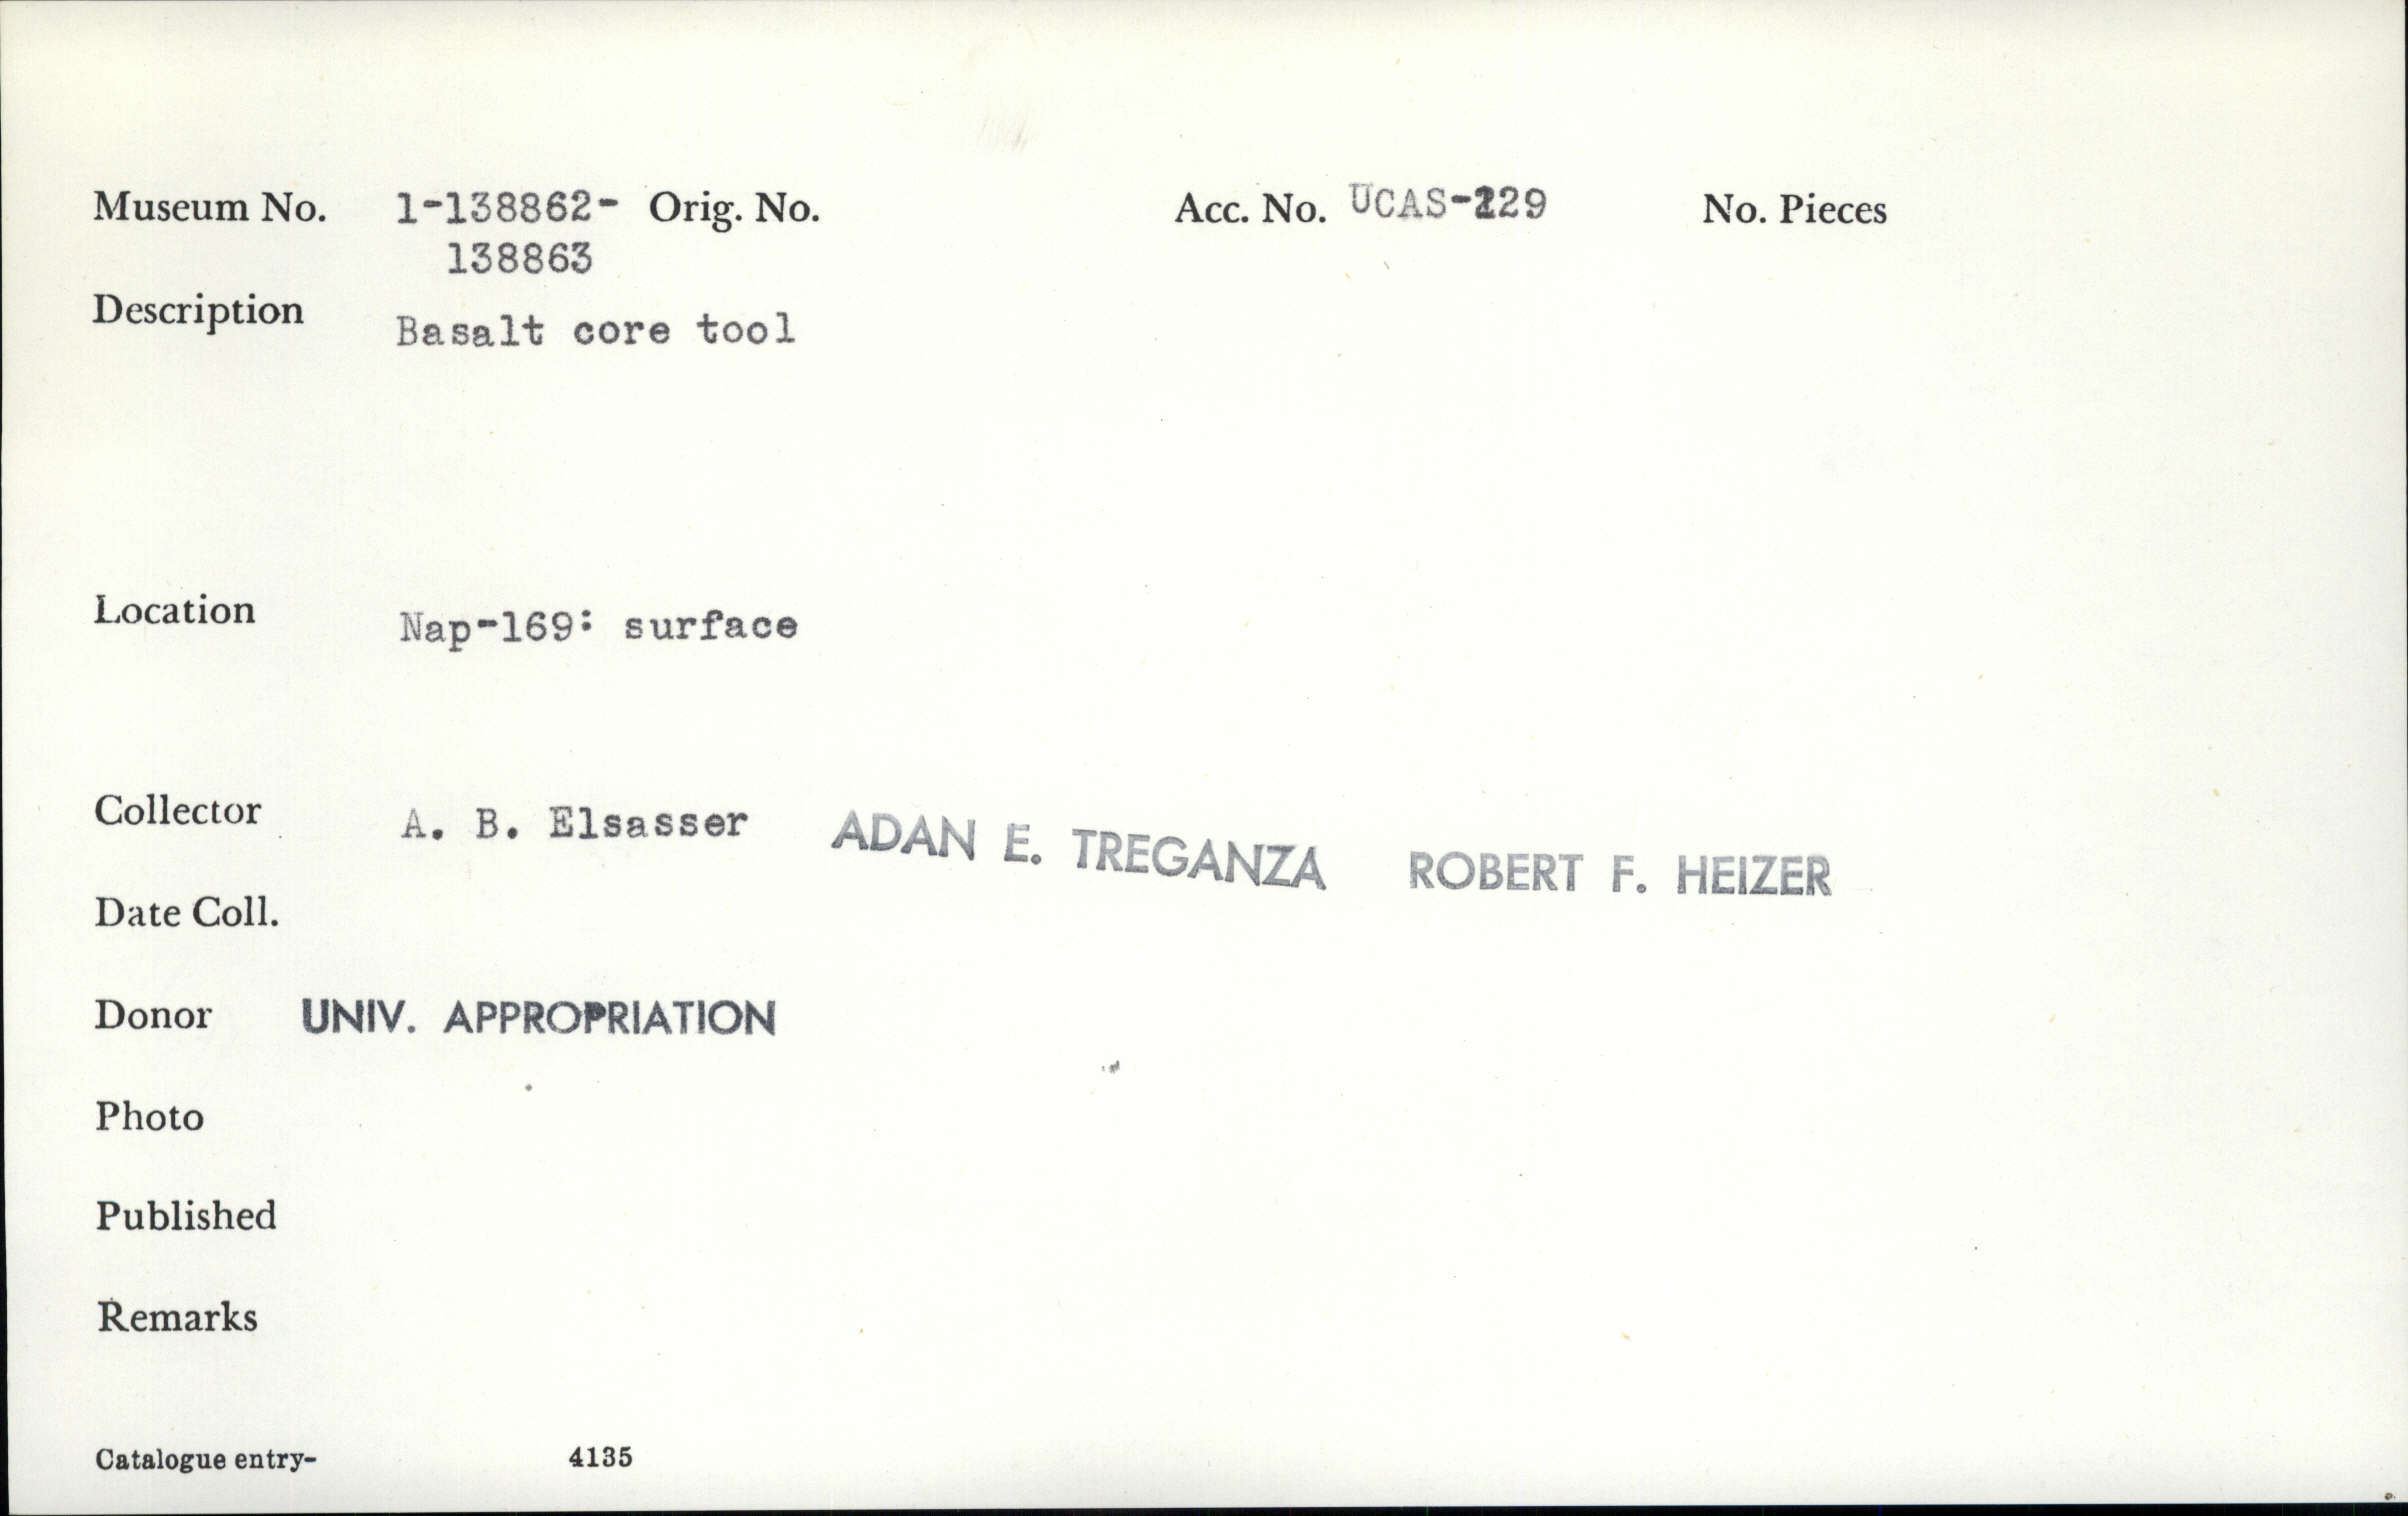 Museum No. 1-138862- Orig. No. Acc. No. UCAS-229 No. Pieces
138863
Description Basalt core tool
Location Nap-169: surface
Collector A. B. Elsasser ADAN E. TREGANZA ROBERT F. HEIZER
Date Coll.
Donor UNIV. APPROPRIATION
Photo
Published
Remarks
Catalogue entry- 4135